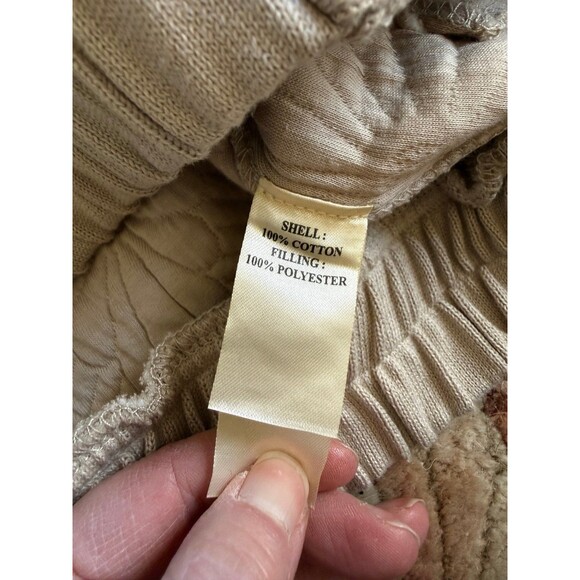 SHELL:
100% COTTON
FILLING:
100% POLYESTER